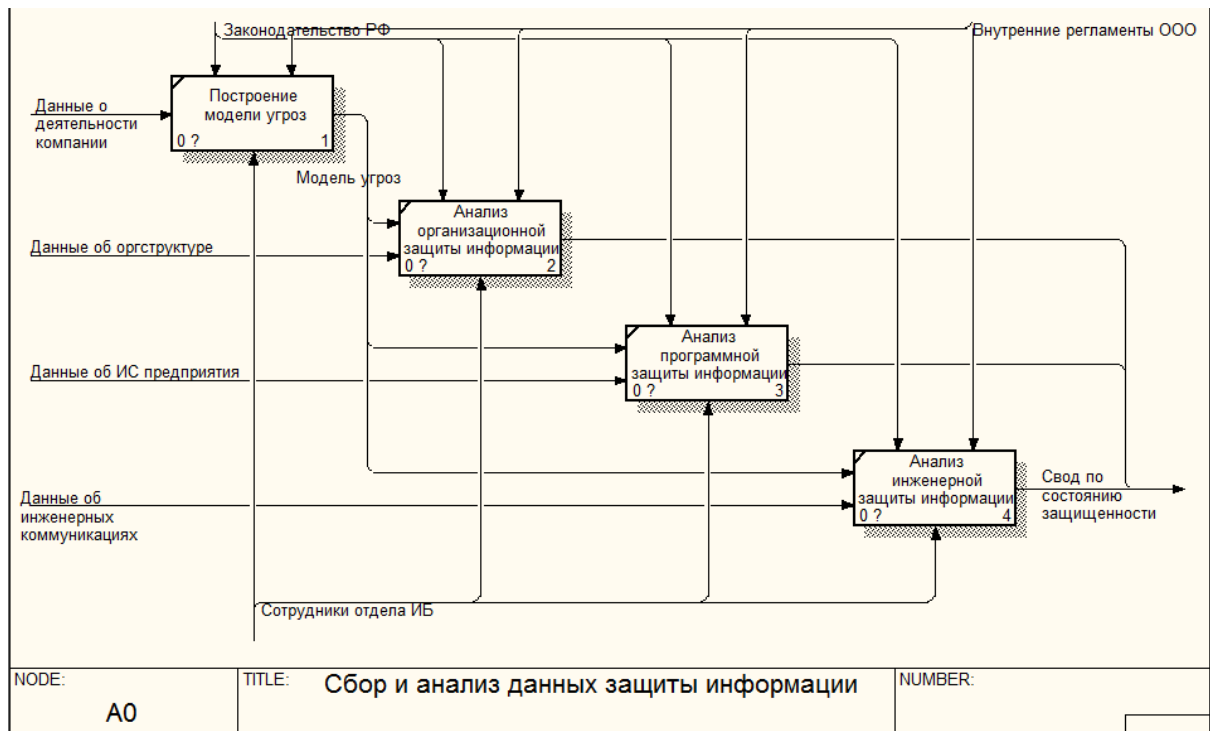 Законодательство РФ
Внутренние регламенты ООО
Данные о
деятельности
компании
Построение
модели угроз
0 ?
1
Модель угроз
Данные об оргструктуре
Анализ
организационной
защиты информации
0 ?
2
Данные об ИС предприятия
Анализ
программной
защиты информации
0 ?
3
Данные об
инженерных
коммуникациях
Анализ
инженерной
защиты информации
0 ?
4
Свод по
состоянию
защищенности
Сотрудники отдела ИБ
NODE:
A0
TITLE:
Сбор и анализ данных защиты информации
NUMBER: